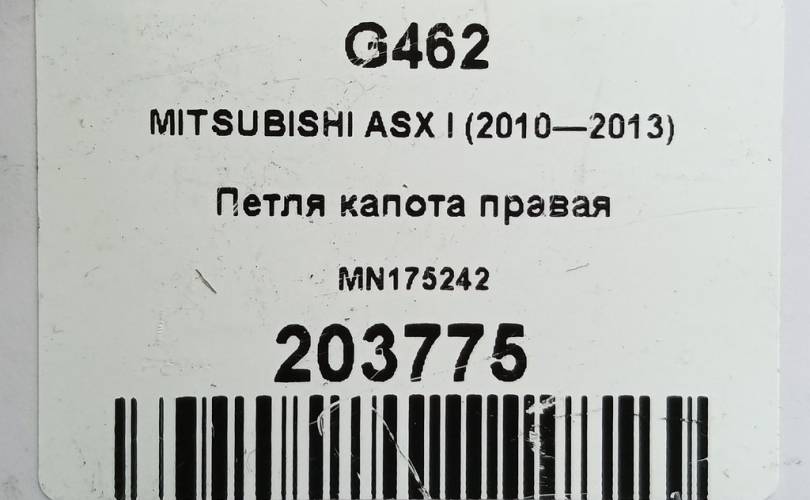 G462
MITSUBISHI ASX I (2010—2013)
Петля капота правая
MN175242
203775